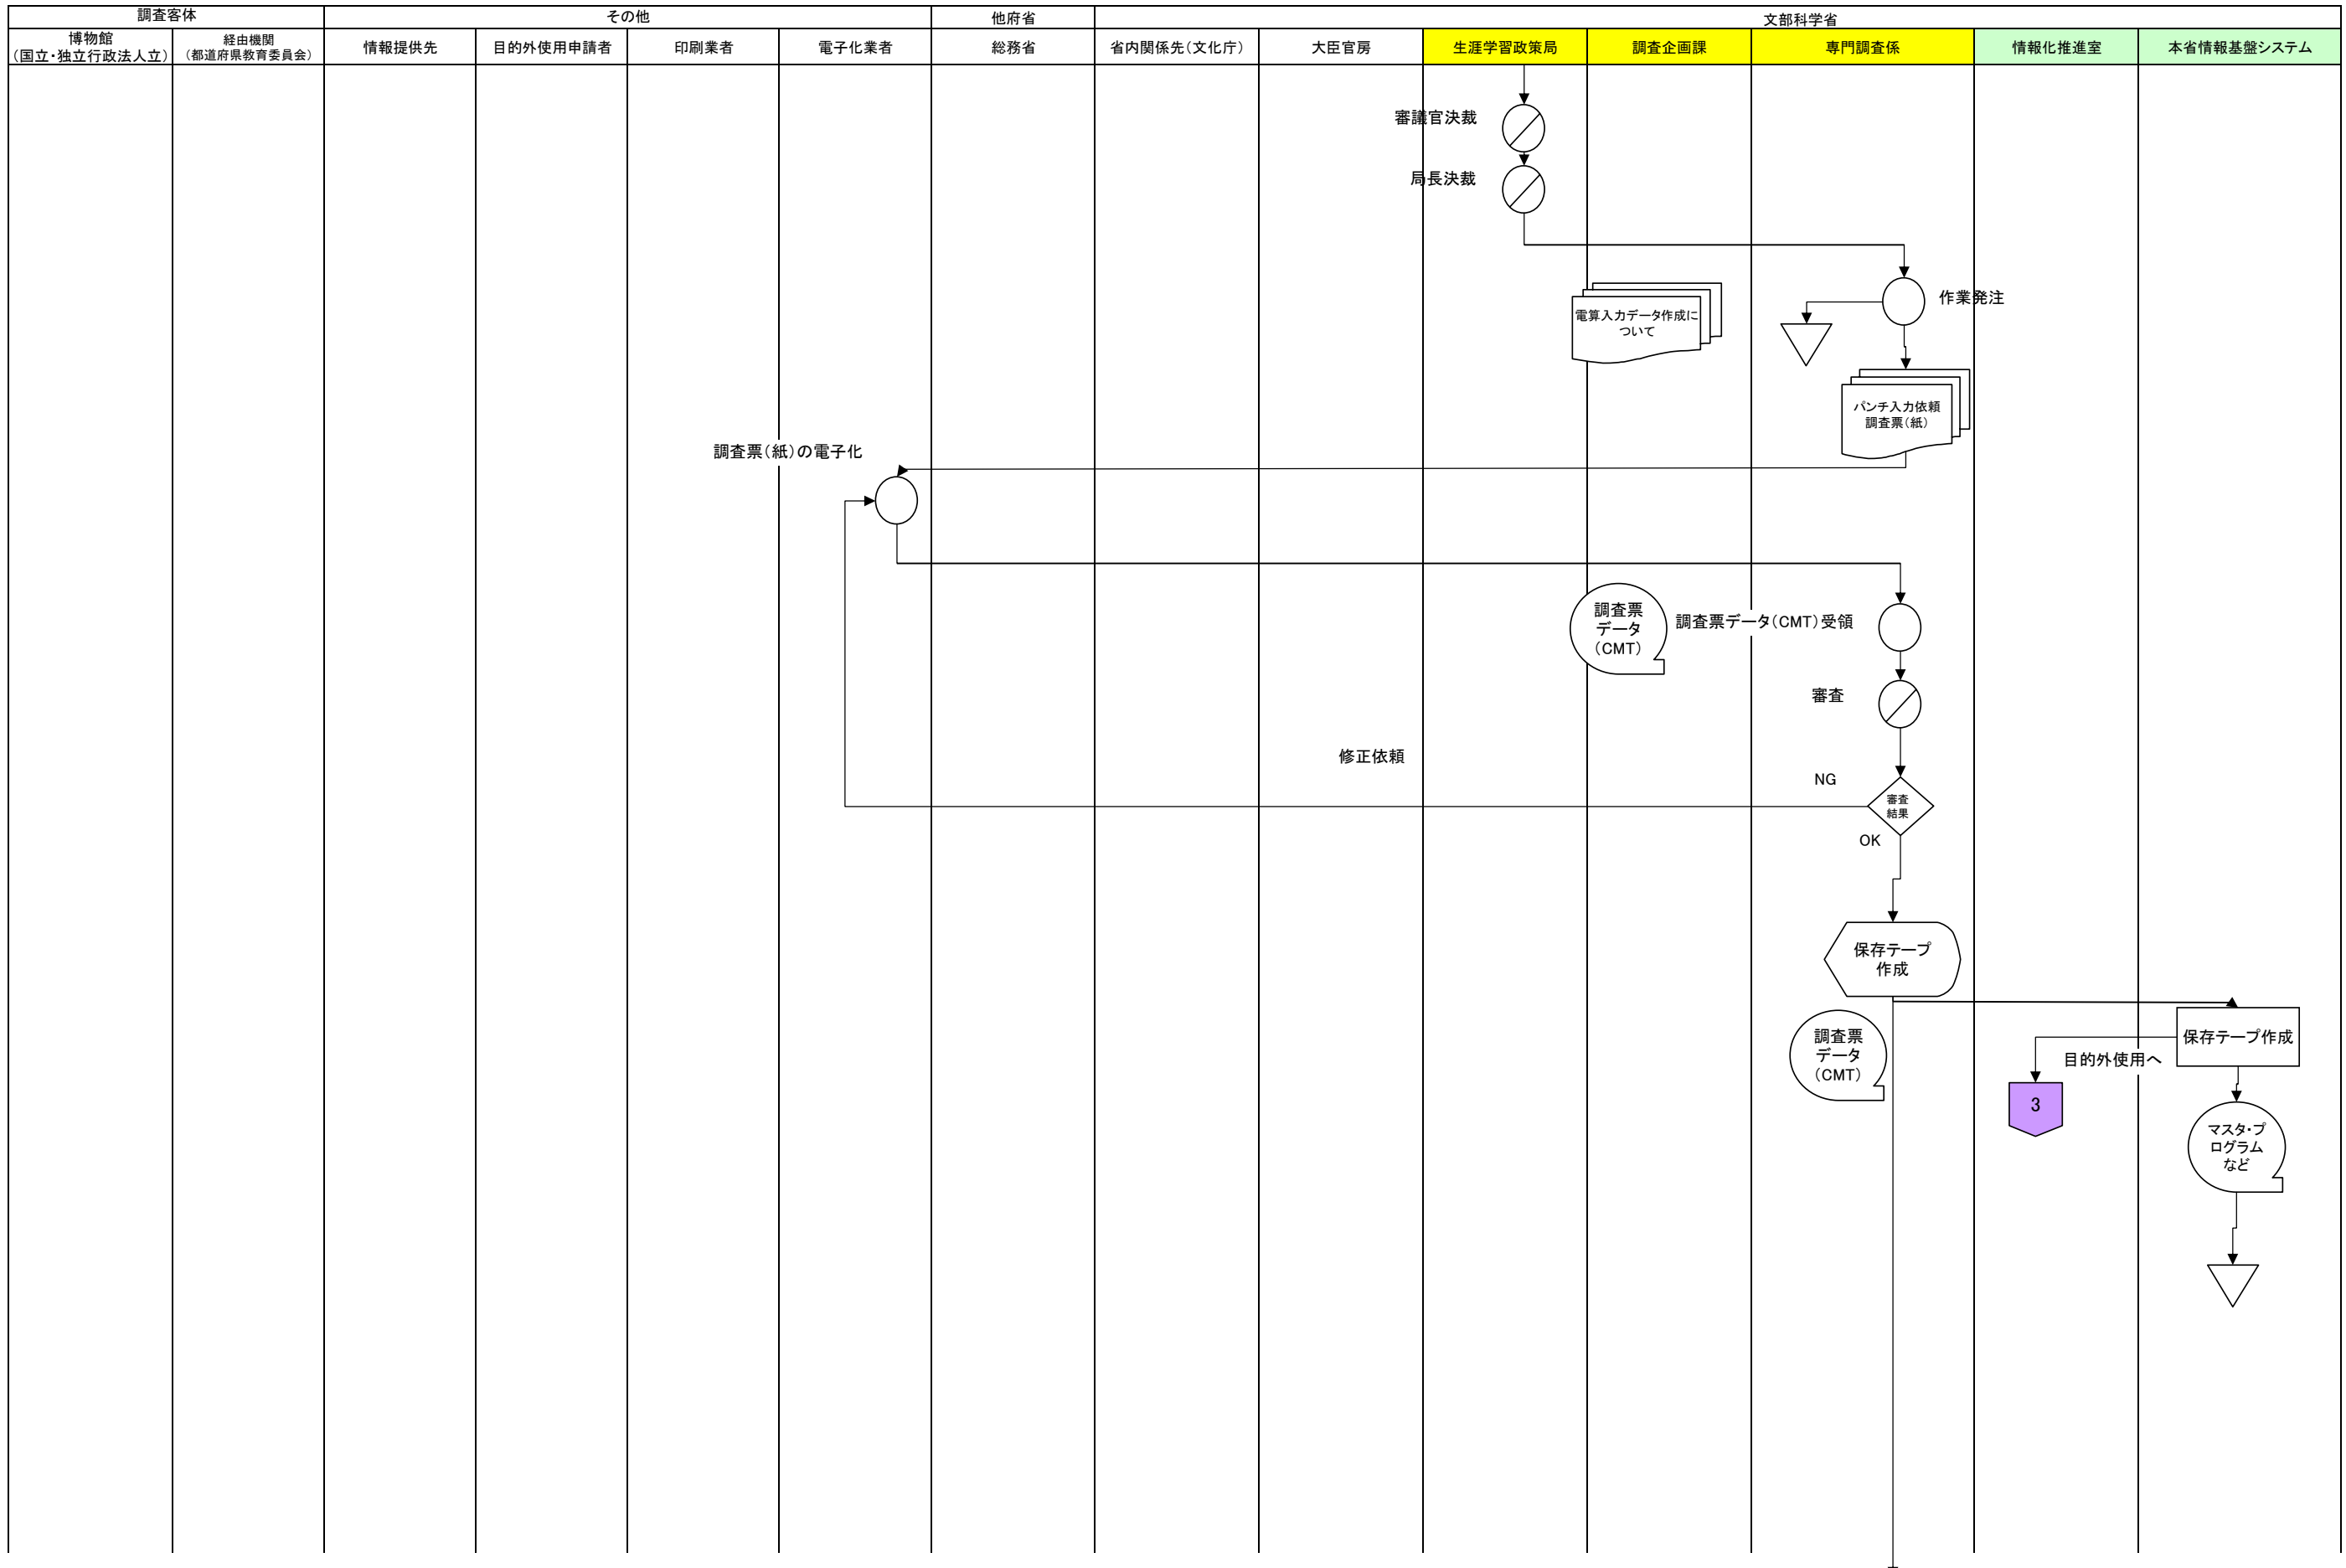 調査客体
その他
他府省
文部科学省
博物館
（国立・独立行政法人立）
経由機関
（都道府県教育委員会）
情報提供先
目的外使用申請者
印刷業者
電子化業者
総務省
省内関係先（文化庁）
大臣官房
生涯学習政策局
調査企画課
専門調査係
情報化推進室
本省情報基盤システム
審議官決裁
局長決裁
作業発注
電算入力データ作成に
ついて
パンチ入力依頼
調査票（紙）
調査票（紙）の電子化
調査票
データ
（CMT）
調査票データ（CMT）受領
審査
修正依頼
NG
審査
結果
OK
保存テープ
作成
調査票
データ
（CMT）
保存テープ作成
目的外使用へ
3
マスタ・プ
ログラム
など